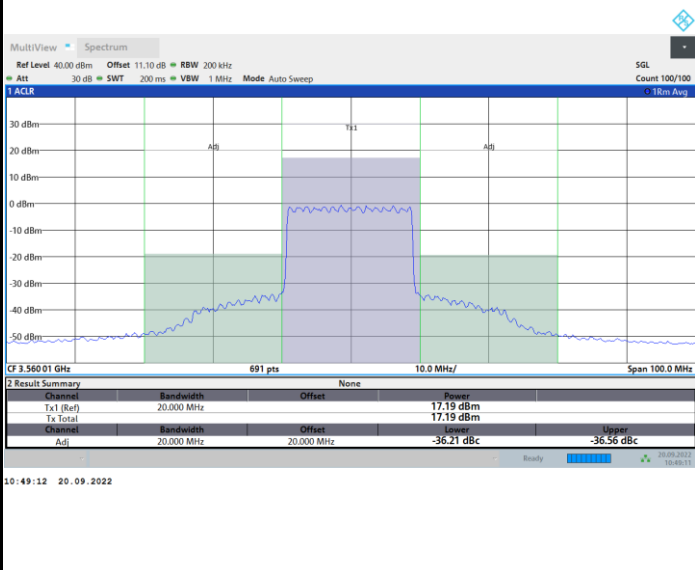 MultiView Spectrum
Ref Level 40.00 dBm Offset 11.10 dB RBW 200 kHz SGL
Att 30 dB SWT 200 ms VBW 1 MHz Mode Auto Sweep Count 100/100
1 ACLR 1Rm Avg
Tx1
30 dBm
Adj Adj
20 dBm
10 dBm
0 dBm
-10 dBm
-20 dBm
-30 dBm
-40 dBm
-50 dBm
CF 3.56001 GHz 691 pts 10.0 MHz/ Span 100.0 MHz
2 Result Summary None
Channel Bandwidth Offset Power
Tx1 (Ref) 20.000 MHz 17.19 dBm
Tx Total 17.19 dBm
Channel Bandwidth Offset Lower Upper
Adj 20.000 MHz 20.000 MHz -36.21 dBc -36.56 dBc
Ready 20.09.2022
10:49:11
10:49:12 20.09.2022